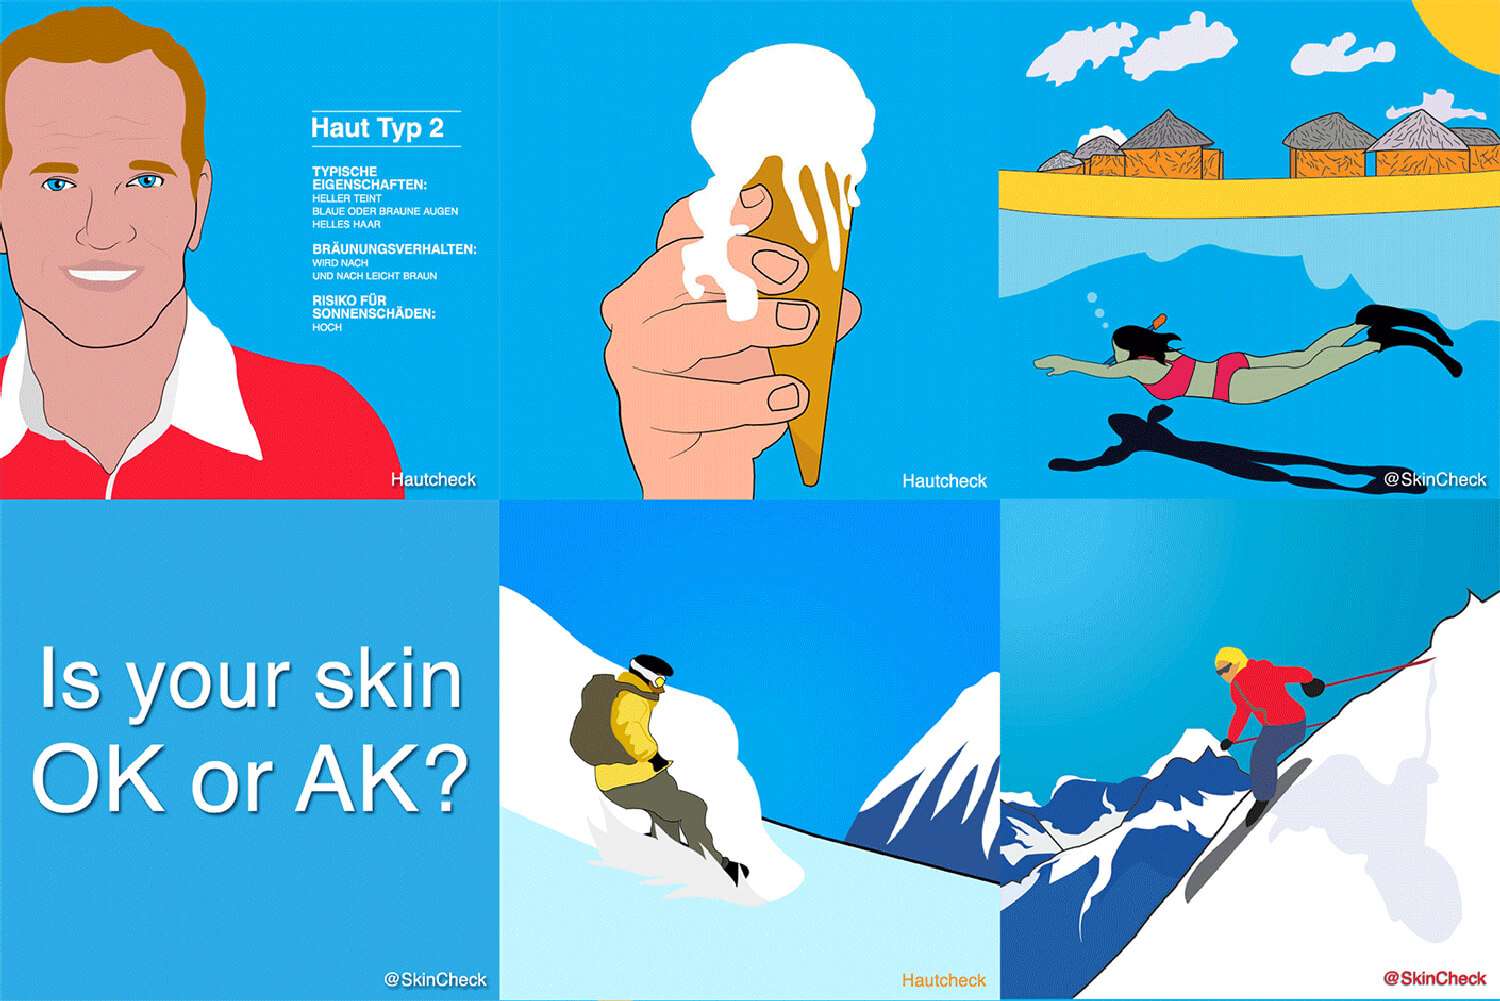 Haut Typ 2
TYPISCHE
EIGENSCHAFTEN:
HELLER TEINT
BLAUE ODER BRAUNE AUGEN
HELLES HAAR
BRÄUNUNGSVERHALTEN:
WIRD NACH
UND NACH LEICHT BRAUN
RISIKO FÜR
SONNENSCHÄDEN:
HOCH
Hautcheck
Hautcheck
@SkinCheck
Is your skin
OK or AK?
@SkinCheck
Hautcheck
@SkinCheck